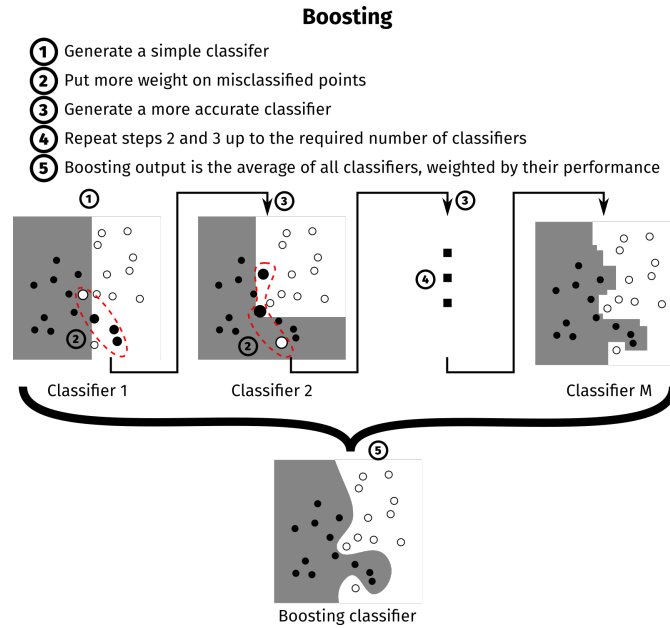 Boosting
1 Generate a simple classifer
2 Put more weight on misclassified points
3 Generate a more accurate classifier
4 Repeat steps 2 and 3 up to the required number of classifiers
5 Boosting output is the average of all classifiers, weighted by their performance
1
3
3
4
2
2
Classifier 1
Classifier 2
Classifier M
5
Boosting classifier